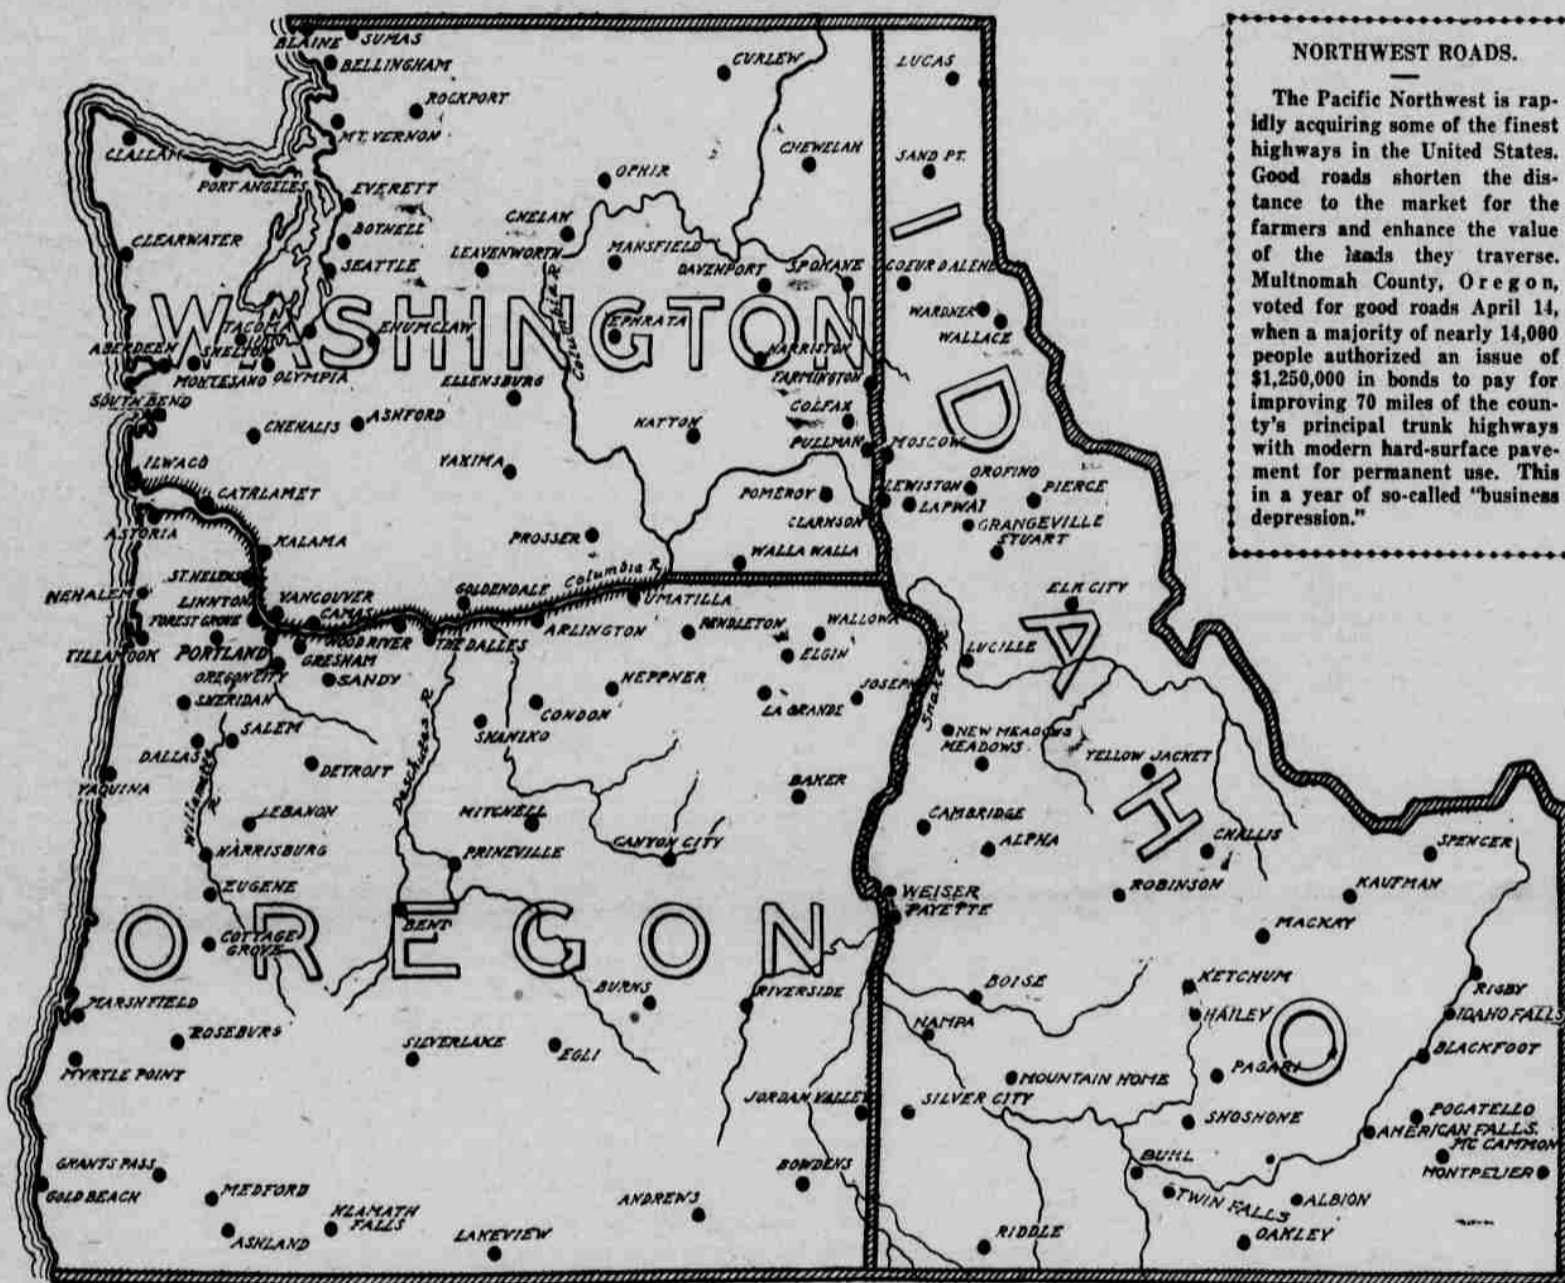 BLAINE
SUMAS
BELLINGHAM
ROCKPORT
MT. VERNON
CLALLAM
PORT ANGELES
EVERETT
BOTHELL
CLEARWATER
SEATTLE
CURLEW
CHEWELAH
OPHIR
CHELAN
LEAVENWORTH
MANSFIELD
DAVENPORT
SPOKANE
WASHINGTON
TACOMA
ENUMCLAW
EPHRATA
HARRISTON
ABERDEEN
SHELTON
MONTESANO
OLYMPIA
ELLENSBURG
FARMINGTON
SOUTH BEND
CHEHALIS
ASHFORD
HATTON
COLFAX
PULLMAN
ILWACO
YAKIMA
POMEROY
CATHLAMET
CLARKSON
PROSSER
WALLA WALLA
KALAMA
VANCOUVER
CAMAS
GOLDENDALE
Columbia R
Columbia R
LUCAS
SAND PT.
IDAHO
COEUR D ALENE
WARDNER
WALLACE
MOSCOW
OROFINO
LEWISTON
PIERCE
LAPWAI
GRANGEVILLE
STUART
ELK CITY
LUCILLE
Snake R
NEW MEADOWS
MEADOWS
YELLOW JACKET
CAMBRIDGE
ALPHA
CHALLIS
SPENCER
WEISER
PAYETTE
ROBINSON
KAUFMAN
MACKAY
BOISE
KETCHUM
RIGBY
NAMPA
HAILEY
IDAHO FALLS
BLACKFOOT
MOUNTAIN HOME
PAGARI
SILVER CITY
SHOSHONE
POCATELLO
AMERICAN FALLS.
MC CAMMON
BUHL
MONTPELIER
TWIN FALLS
ALBION
RIDDLE
OAKLEY
ASTORIA
ST. HELENS
NEHALEM
LINNTON
FOREST GROVE
HOOD RIVER
THE DALLES
ARLINGTON
UMATILLA
PENDLETON
WALLOWA
TILLAMOOK
PORTLAND
GRESHAM
ELGIN
OREGON CITY
SANDY
HEPPNER
JOSEPH
SHERIDAN
CONDON
LA GRANDE
SALEM
SHANIKO
DALLAS
DETROIT
Deschutes R
YAQUINA
BAKER
Willamette R
LEBANON
MITCHELL
HARRISBURG
PRINEVILLE
CANYON CITY
EUGENE
OREGON
BENT
COTTAGE
GROVE
MARSHFIELD
BURNS
RIVERSIDE
ROSEBURG
SILVERLAKE
EGLI
MYRTLE POINT
JORDAN VALLEY
GRANTS PASS
BOWDENS
GOLD BEACH
MEDFORD
KLAMATH
FALLS
ANDREWS
ASHLAND
LAKEVIEW
NORTHWEST ROADS.
The Pacific Northwest is rap-
idly acquiring some of the finest
highways in the United States.
Good roads shorten the dis-
tance to the market for the
farmers and enhance the value
of the lands they traverse.
Multnomah County, Oregon,
voted for good roads April 14,
when a majority of nearly 14,000
people authorized an issue of
$1,250,000 in bonds to pay for
improving 70 miles of the coun-
ty's principal trunk highways
with modern hard-surface pave-
ment for permanent use. This
in a year of so-called "business
depression."